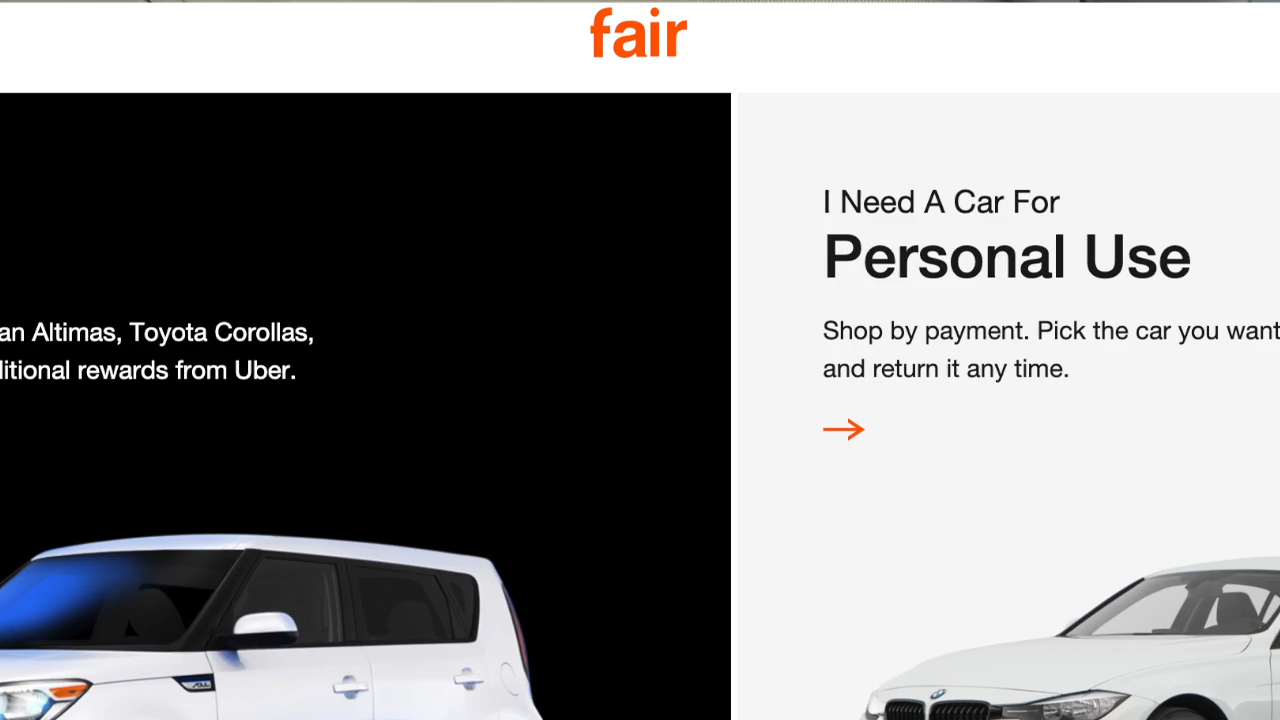 fair
an Altimas, Toyota Corollas,
ditional rewards from Uber.
I Need A Car For
Personal Use
Shop by payment. Pick the car you want
and return it any time.